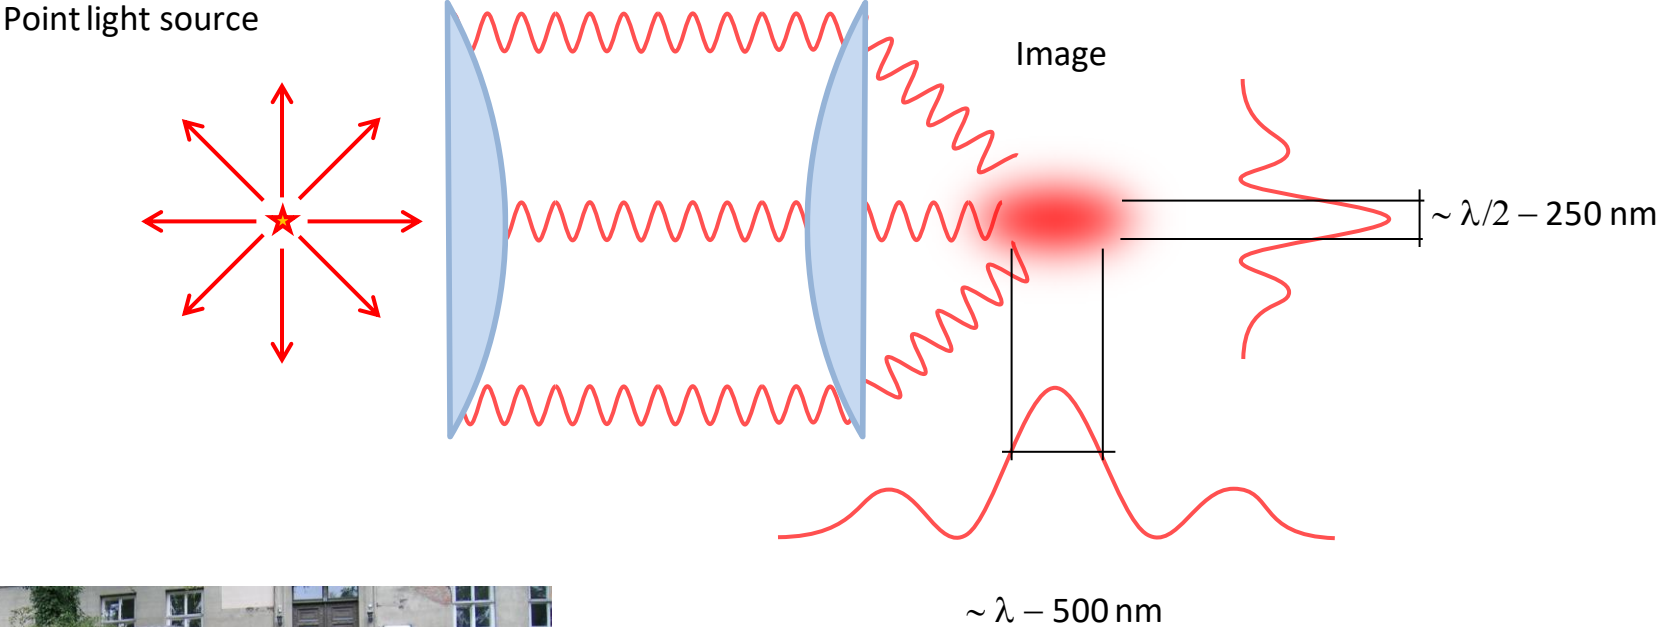 Point light source
Image
~ λ/2 – 250 nm
~ λ – 500 nm